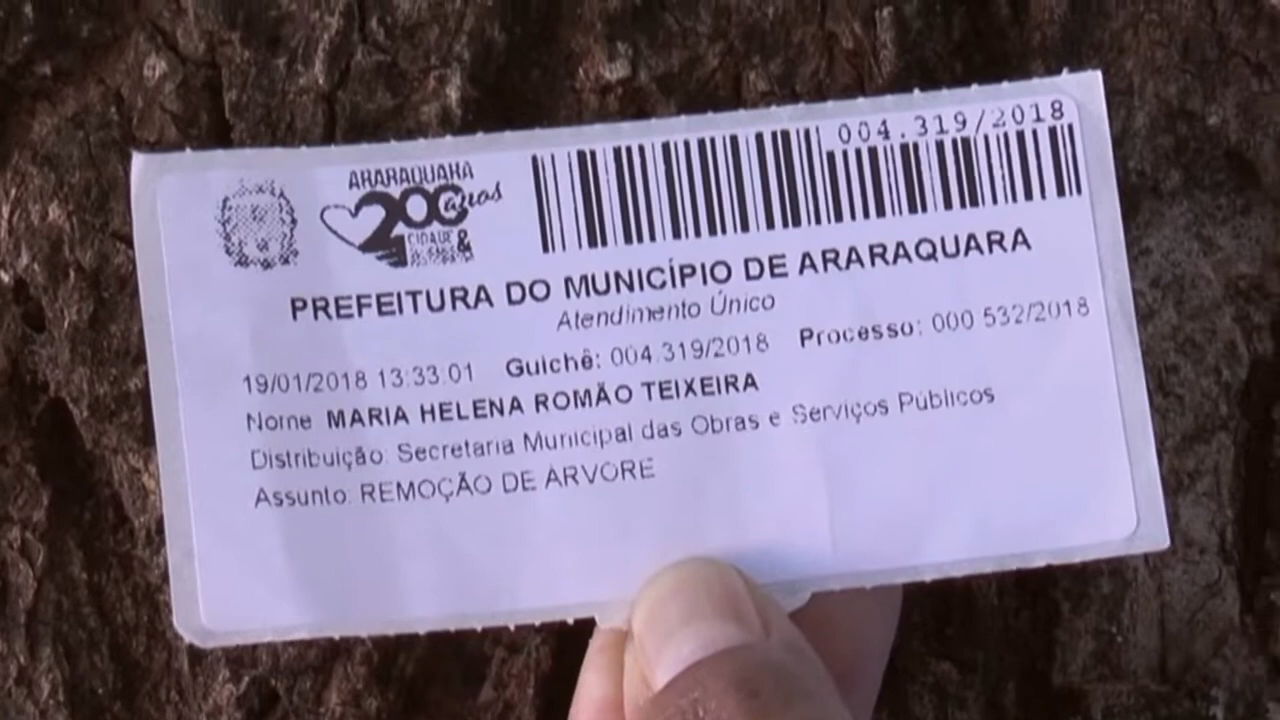 004.319/2018
ARARAQUARA
200 anos
CIDADE &
PREFEITURA DO MUNICÍPIO DE ARARAQUARA
Atendimento Único
19/01/2018 13:33:01 Guichê: 004.319/2018 Processo: 000.532/2018
Nome MARIA HELENA ROMÃO TEIXEIRA
Distribuição: Secretaria Municipal das Obras e Serviços Públicos
Assunto: REMOÇÃO DE ÁRVORE